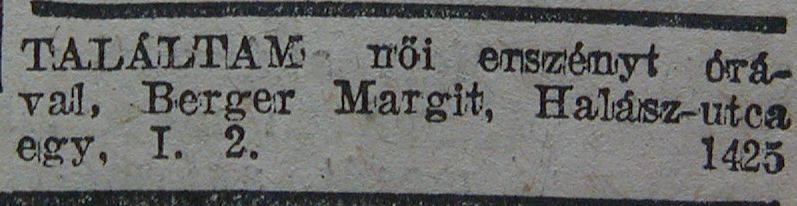 TALÁLTAM női erszényt órá-
val, Berger Margit, Halász-utca
egy, I. 2. 1425